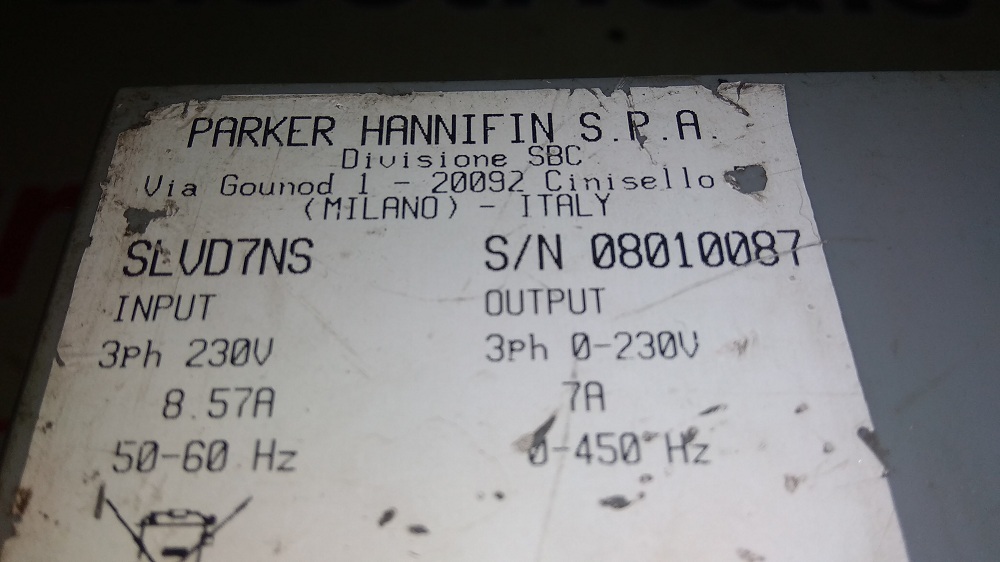 PARKER HANNIFIN S.P.A.
Divisione SBC
Via Gounod 1 - 20092 Cinisello
(MILANO) - ITALY
SLVD7NS S/N 08010087
INPUT OUTPUT
3Ph 230V 3Ph 0-230V
8.57A 7A
50-60 Hz 0-450 Hz